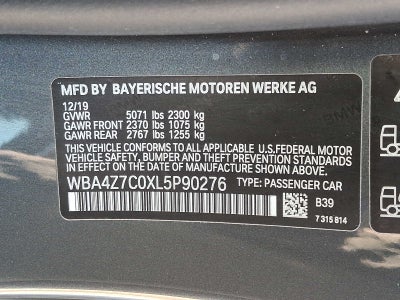 MFD BY BAYERISCHE MOTOREN WERKE AG
12/19
GVWR 5071 lbs 2300 kg
GAWR FRONT 2370 lbs 1075 kg
GAWR REAR 2767 lbs 1255 kg
THIS VEHICLE CONFORMS TO ALL APPLICABLE U.S.FEDERAL MOTOR
VEHICLE SAFETY, BUMPER, AND THEFT PREVENTION STANDARDS
IN EFFECT ON THE DATE OF MANUFACTURE SHOWN ABOVE.
WBA4Z7C0XL5P90276 TYPE: PASSENGER CAR
B39
7 315 814